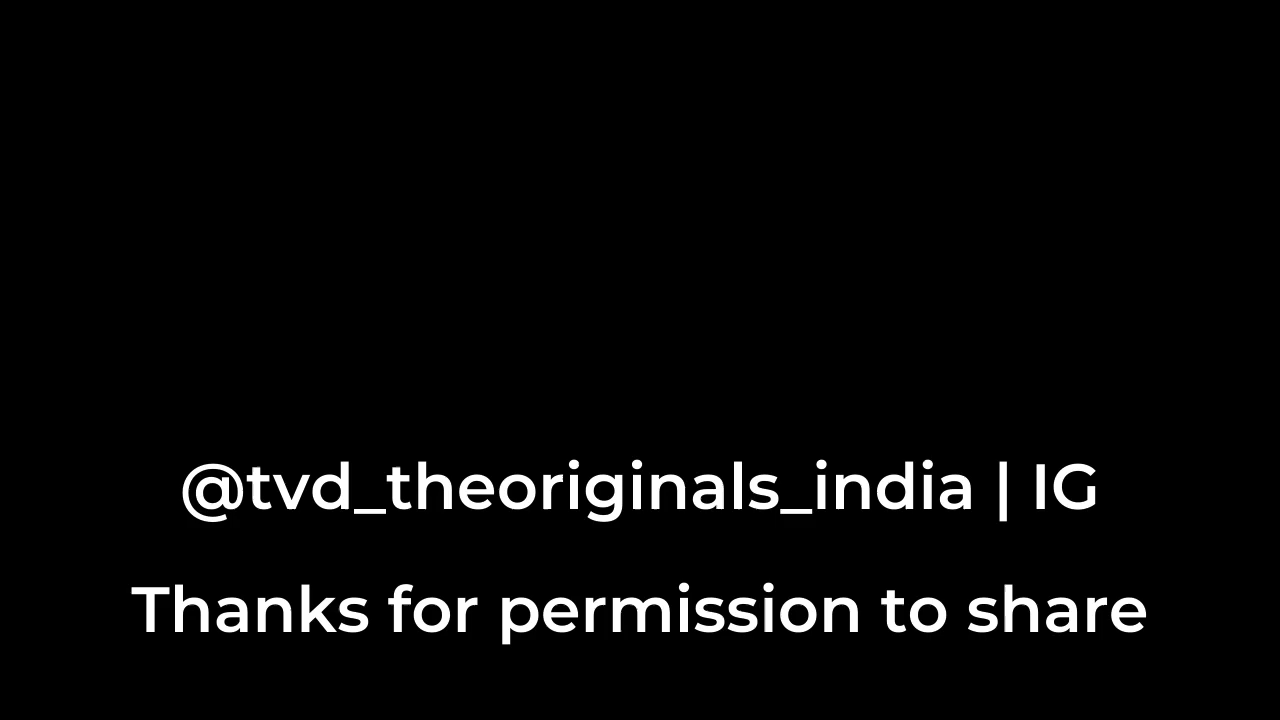 @tvd_theoriginals_india | IG
Thanks for permission to share